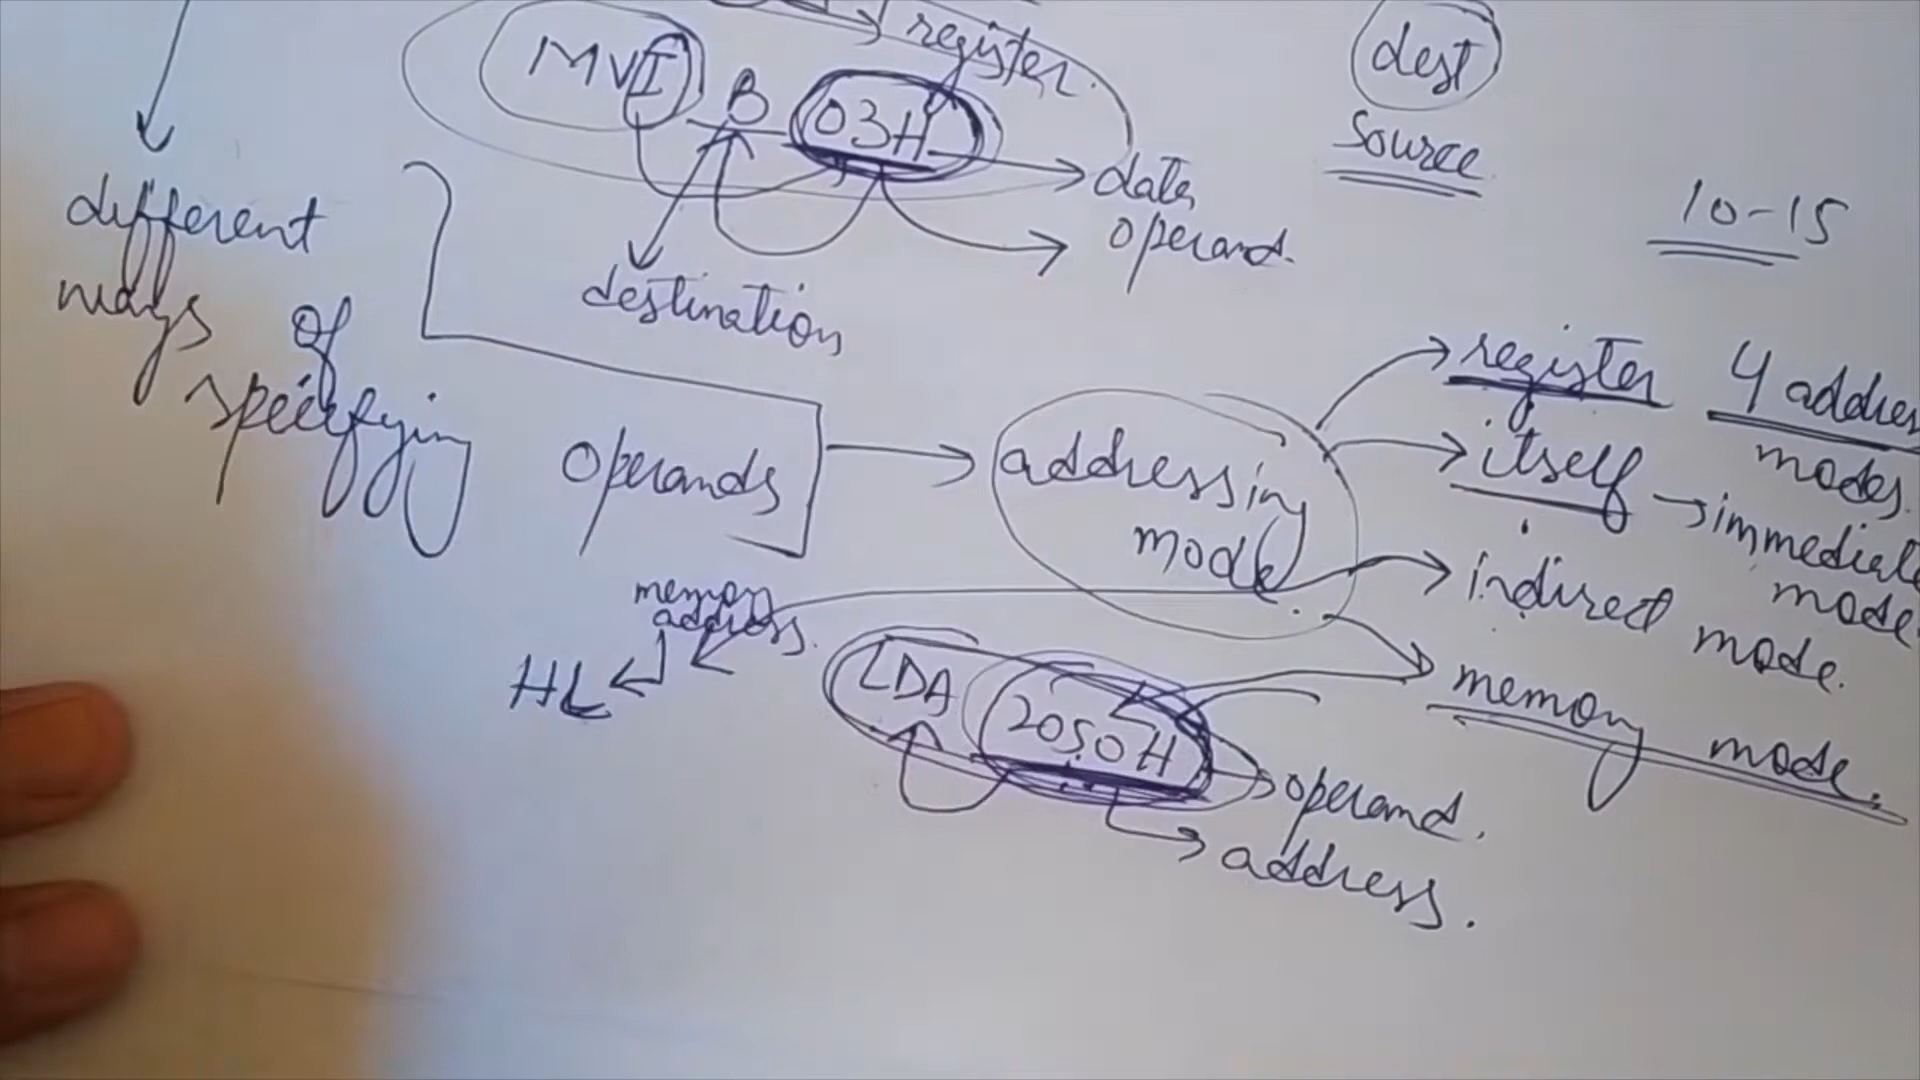 register.
MVI B 03H
dest
source
data
operand.
10-15
destination
different
ways of
specifying
operands
addressing
mode.
register
4 addres
modes.
itself → immediate
mode.
indirect mode.
memory mode.
memory
address.
HL
LDA 2050H
operand.
address.